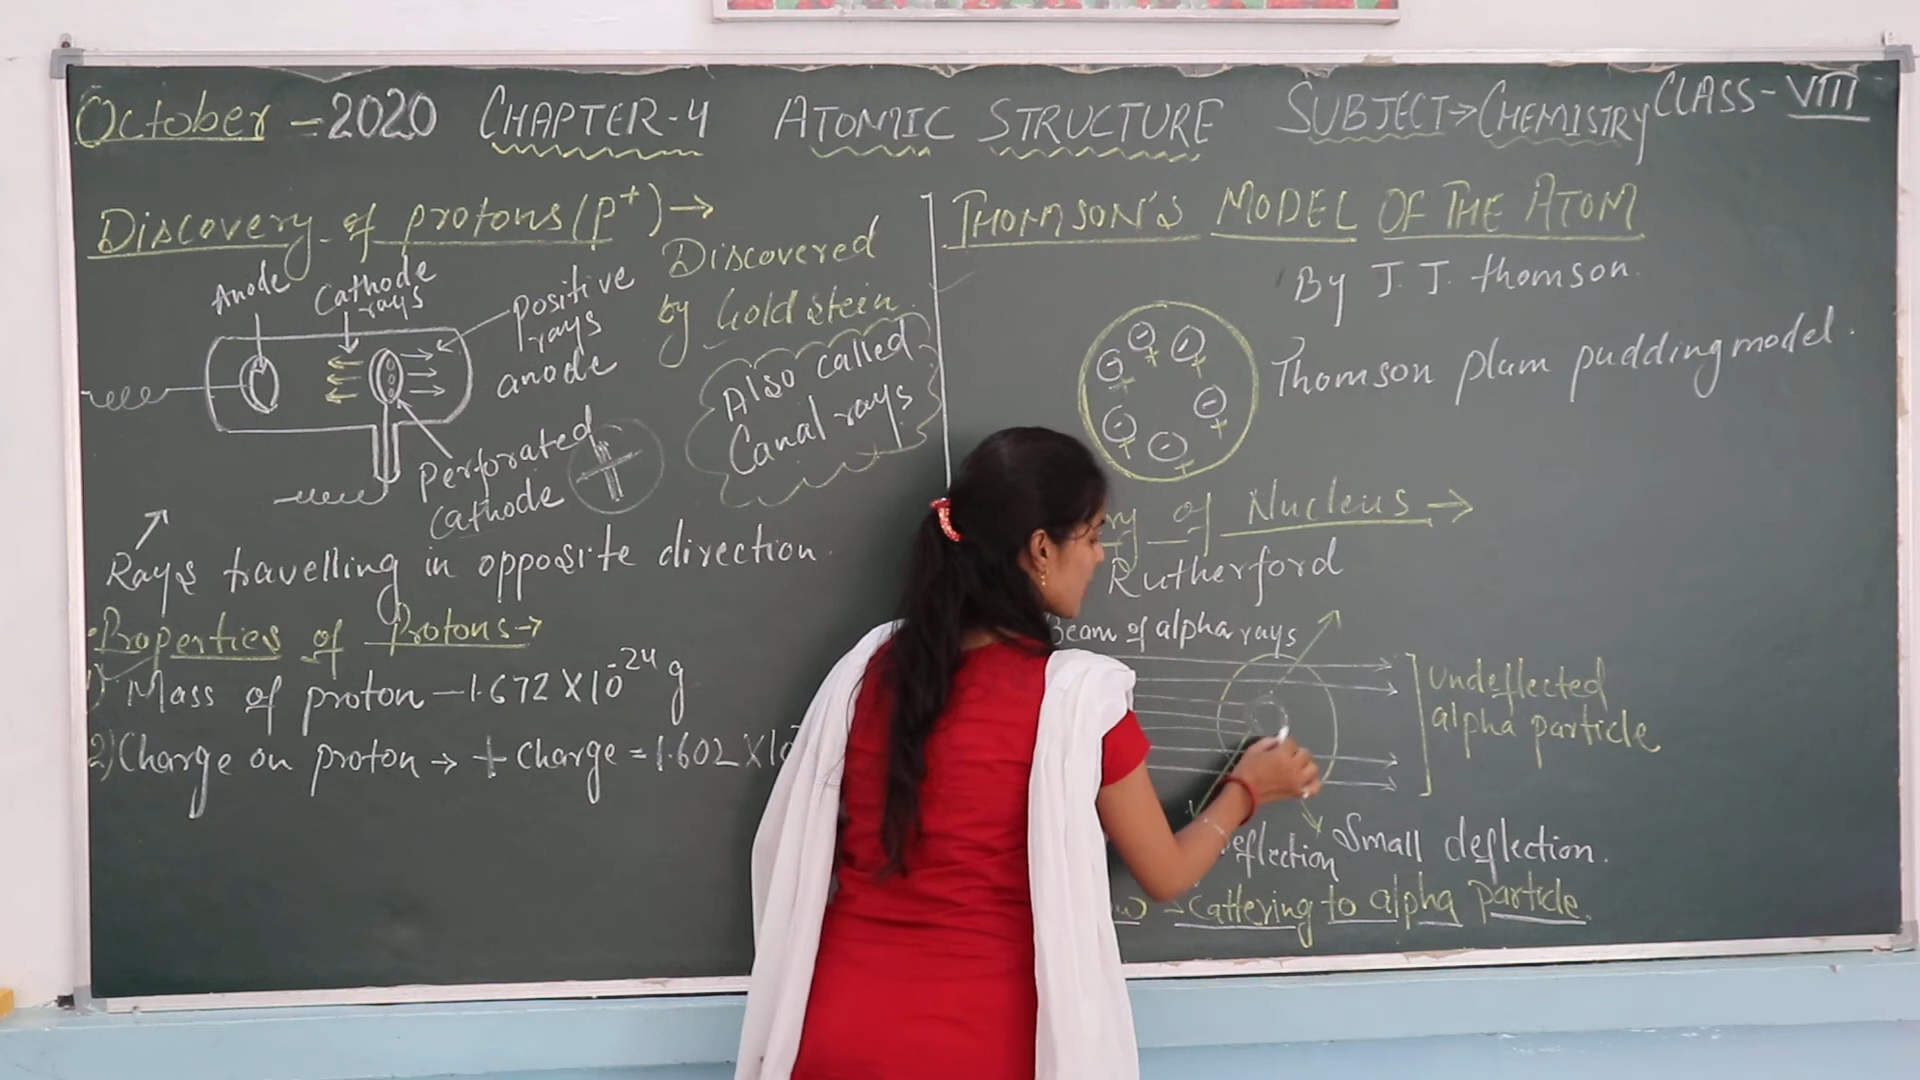 October - 2020 CHAPTER-4 ATOMIC STRUCTURE SUBJECT→CHEMISTRY CLASS-VIII
Discovery of protons (p+)→
Discovered
by Goldstein
Anode
Cathode
rays
positive
rays
anode
Also called
Canal rays
Perforated
Cathode
Rays travelling in opposite direction.
Properties of Protons→
1) Mass of proton - 1.672 X 10-24 g
2) Charge on proton → + charge = 1.602 X 10
THOMSON'S MODEL OF THE ATOM
By J. J. Thomson.
Thomson plum pudding model.
of Nucleus →
Rutherford
Beam of alpha rays
Undeflected
alpha particle
eflection
Small deflection.
Scattering to alpha particle.